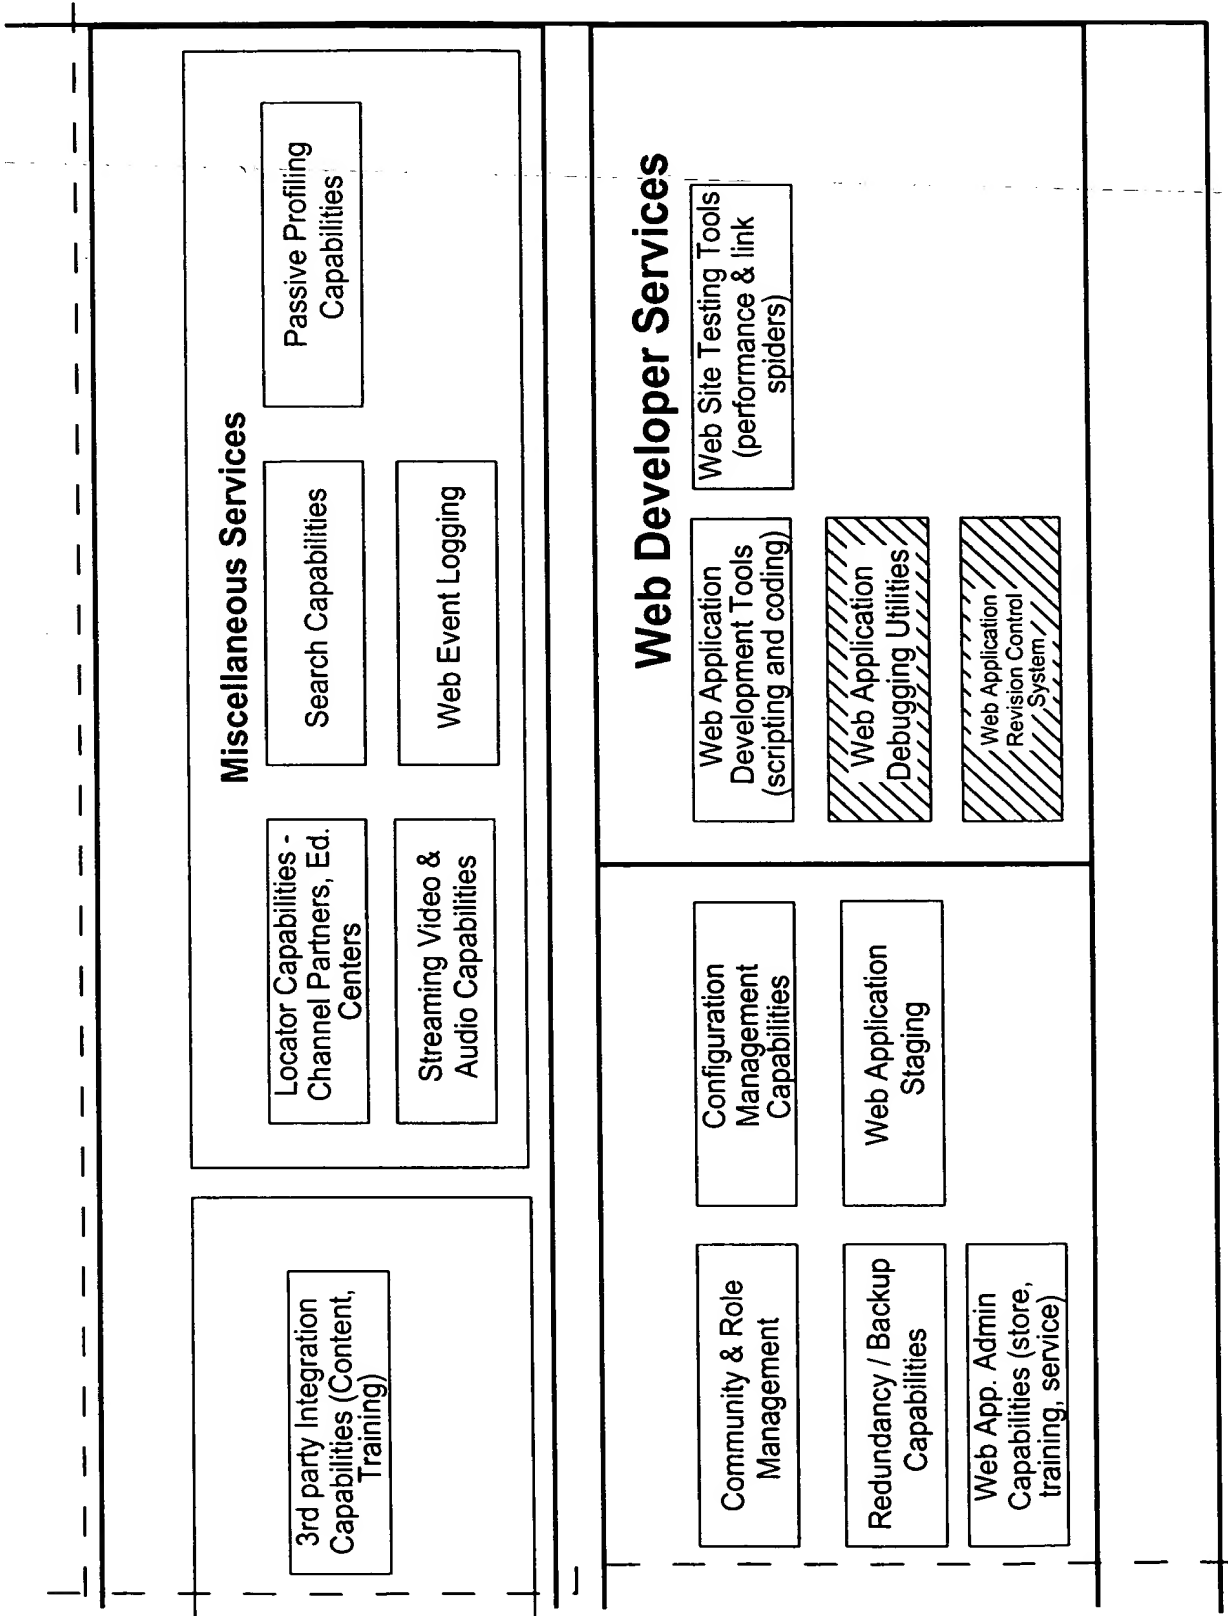 3rd party Integration
Capabilities (Content,
Training)
Miscellaneous Services
Locator Capabilities -
Channel Partners, Ed.
Centers
Search Capabilities
Passive Profiling
Capabilities
Streaming Video &
Audio Capabilities
Web Event Logging
Community & Role
Management
Configuration
Management
Capabilities
Redundancy / Backup
Capabilities
Web Application
Staging
Web App. Admin
Capabilities (store,
training, service)
Web Developer Services
Web Application
Development Tools
(scripting and coding)
Web Site Testing Tools
(performance & link
spiders)
Web Application
Debugging Utilities
Web Application
Revision Control
System